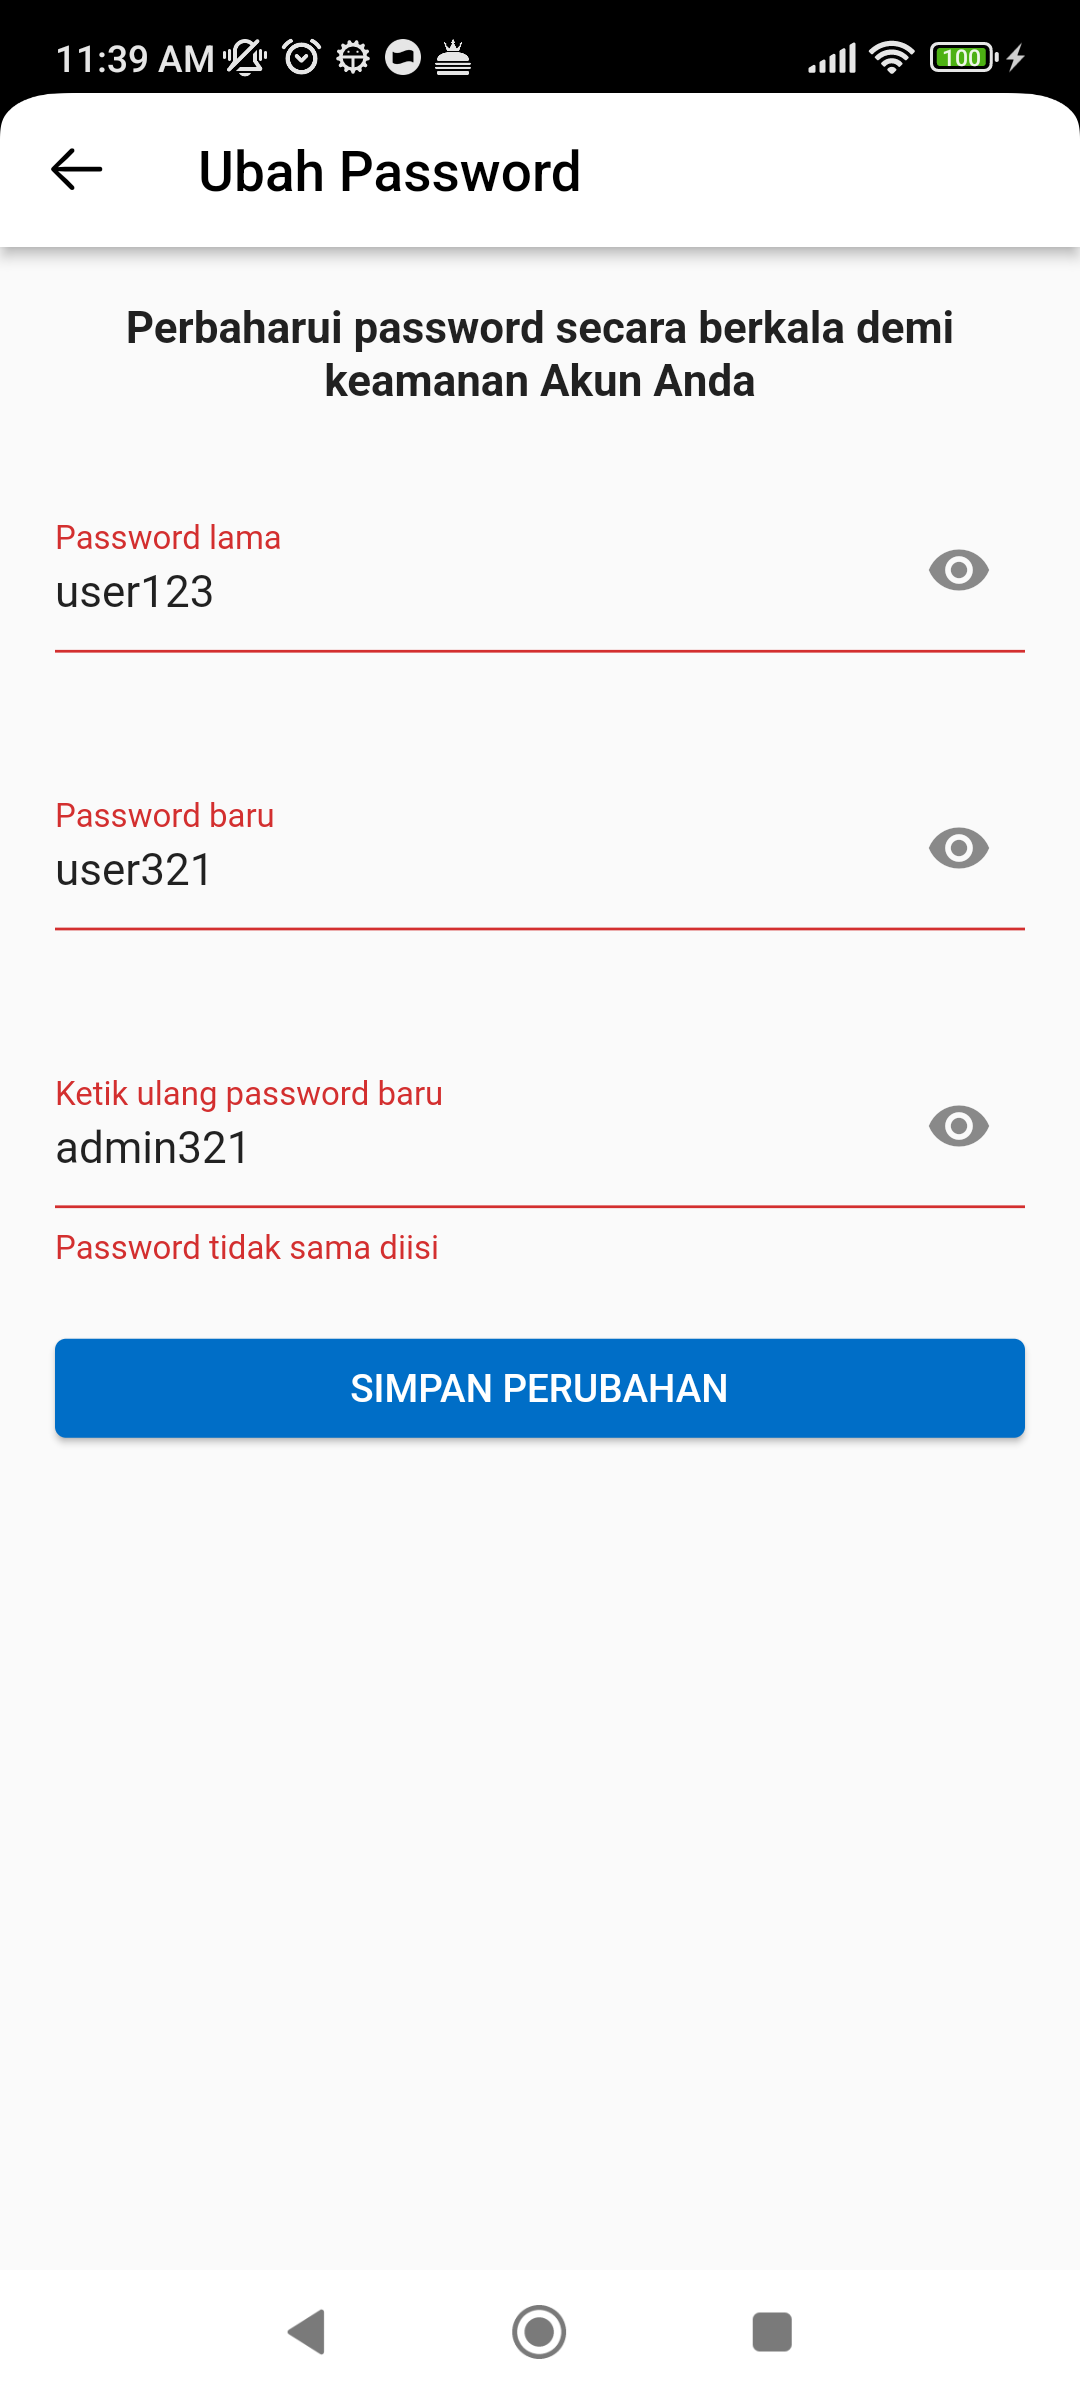 11:39 AM
100
Ubah Password
Perbaharui password secara berkala demi
keamanan Akun Anda
Password lama
user123
Password baru
user321
Ketik ulang password baru
admin321
Password tidak sama diisi
SIMPAN PERUBAHAN